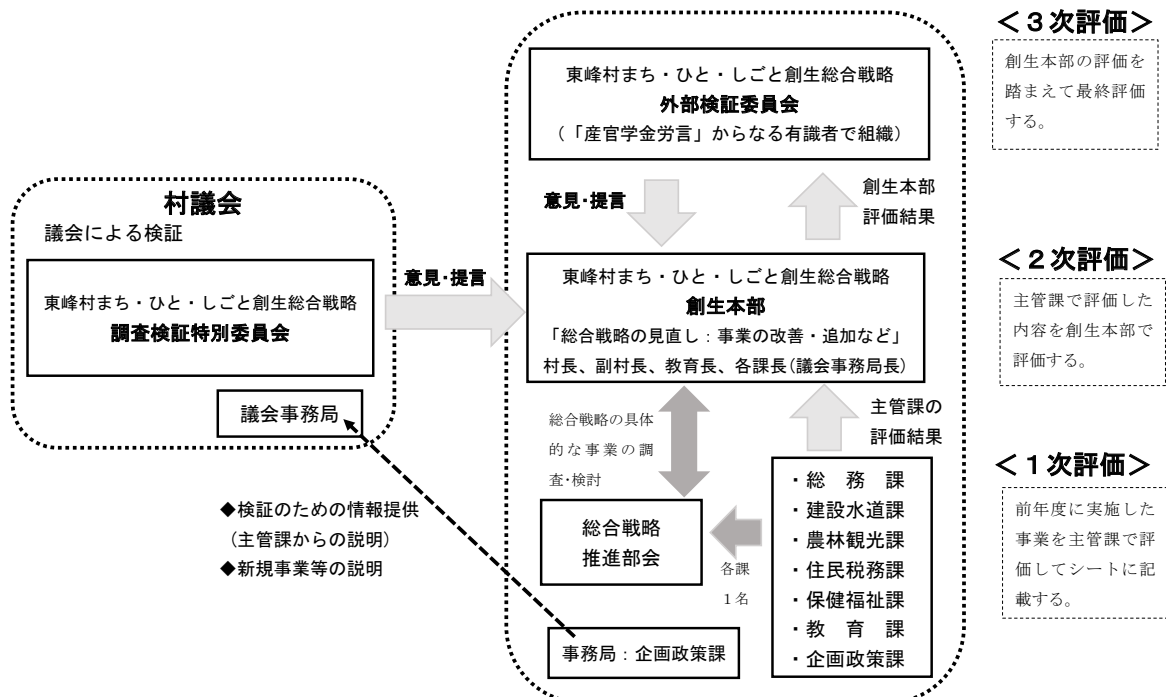 ＜３次評価＞
創生本部の評価を
踏まえて最終評価
する。
東峰村まち・ひと・しごと創生総合戦略
外部検証委員会
（「産官学金労言」からなる有識者で組織）
意見・提言
創生本部
評価結果
村議会
議会による検証
東峰村まち・ひと・しごと創生総合戦略
調査検証特別委員会
議会事務局
意見・提言
＜２次評価＞
主管課で評価した
内容を創生本部で
評価する。
東峰村まち・ひと・しごと創生総合戦略
創生本部
「総合戦略の見直し：事業の改善・追加など」
村長、副村長、教育長、各課長(議会事務局長)
総合戦略の具体
的な事業の調
査・検討
主管課の
評価結果
＜１次評価＞
前年度に実施した
事業を主管課で評
価してシートに記
載する。
◆検証のための情報提供
（主管課からの説明）
◆新規事業等の説明
総合戦略
推進部会
各課
１名
・総　務　課
・建設水道課
・農林観光課
・住民税務課
・保健福祉課
・教　育　課
・企画政策課
事務局：企画政策課